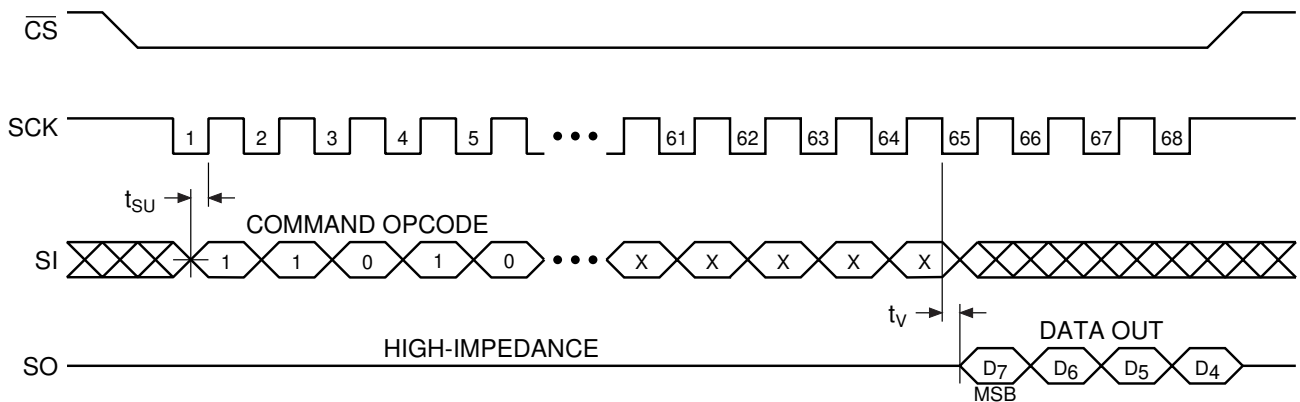 CS
SCK 1 2 3 4 5 ••• 61 62 63 64 65 66 67 68
tSU
COMMAND OPCODE
SI 1 1 0 1 0 ••• X X X X X
tV
HIGH-IMPEDANCE
DATA OUT
SO D7 D6 D5 D4
MSB